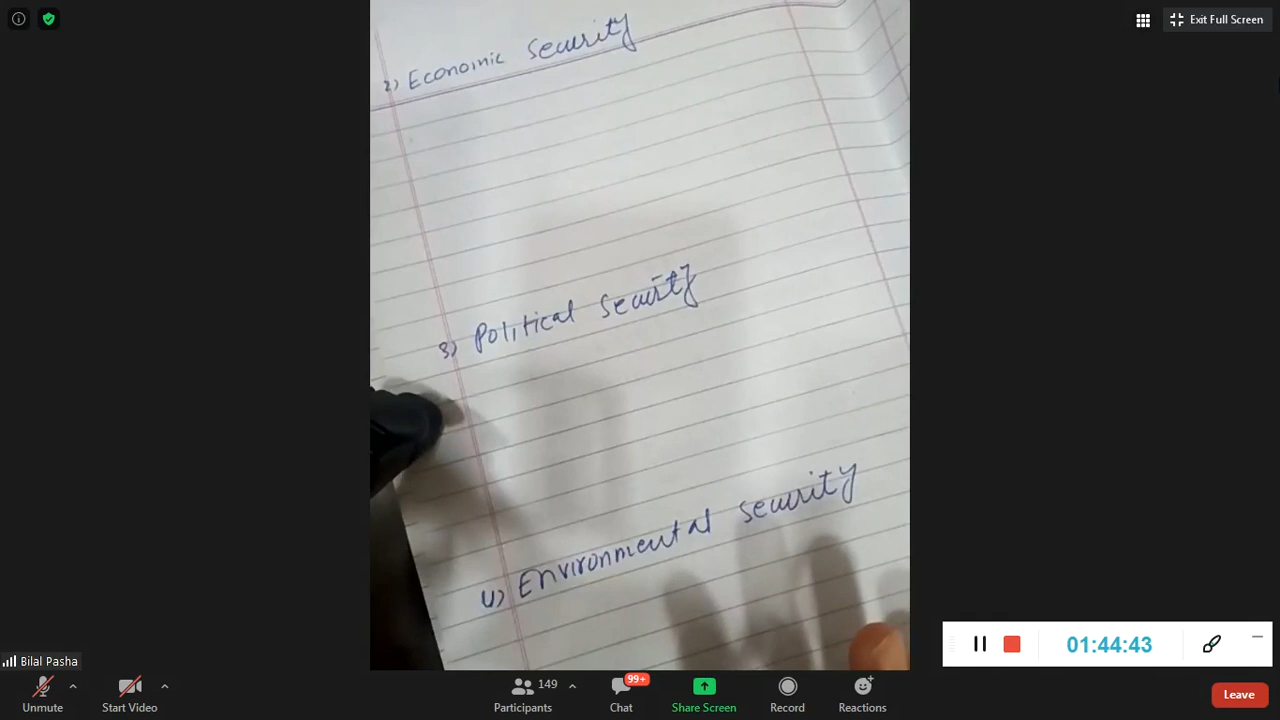 Exit Full Screen
2) Economic Security
3) Political Security
4) Environmental Security
01:44:43
Bilal Pasha
Unmute
Start Video
149
Participants
99+
Chat
Share Screen
Record
Reactions
Leave